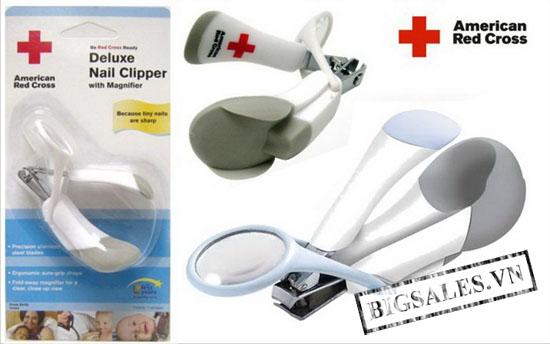 By Red Cross Ready
Deluxe
Nail Clipper
with Magnifier
American
Red Cross
Because tiny nails
are sharp
• Precision stainless
steel blades
• Ergonomic sure-grip shape
• Fold-away magnifier for a
clear, close up view
American
Red Cross
BIGSALES.VN